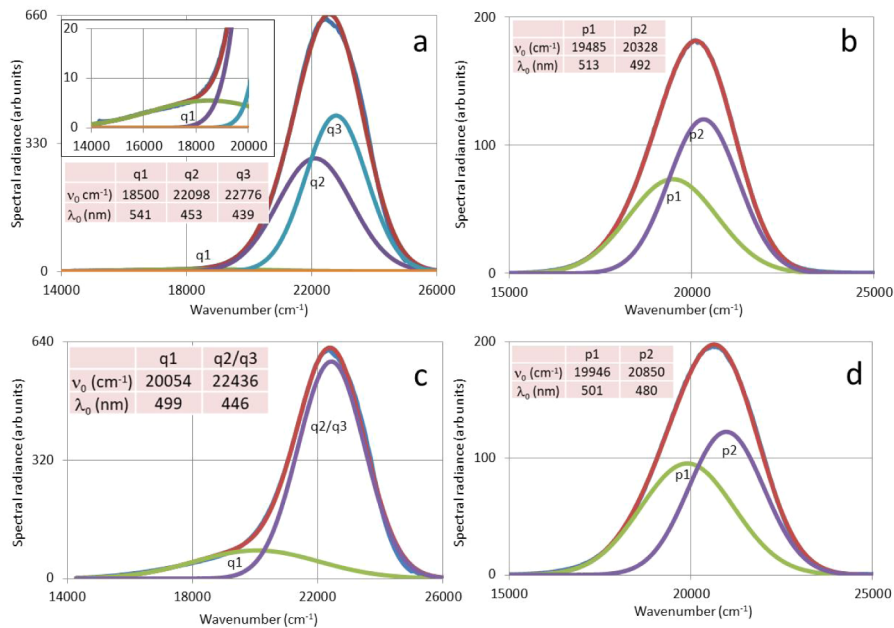 660
330
0
Spectral radiance (arb units)
20
10
0
14000 16000 18000 20000
q1
a
q1 q2 q3
ν0 cm-1) 18500 22098 22776
λ0 (nm) 541 453 439
q3
q2
q1
14000 18000 22000 26000
Wavenumber (cm-1)
200
100
0
Spectral radiance (arb units)
p1 p2
ν0 (cm-1) 19485 20328
λ0 (nm) 513 492
b
p2
p1
15000 20000 25000
Wavenumber (cm-1)
640
320
0
Spectral radiance (arb units)
q1 q2/q3
ν0 (cm-1) 20054 22436
λ0 (nm) 499 446
c
q2/q3
q1
14000 18000 22000 26000
Wavenumber (cm-1)
200
100
0
Spectral radiance (arb units)
p1 p2
ν0 (cm-1) 19946 20850
λ0 (nm) 501 480
d
p2
p1
15000 20000 25000
Wavenumber (cm-1)